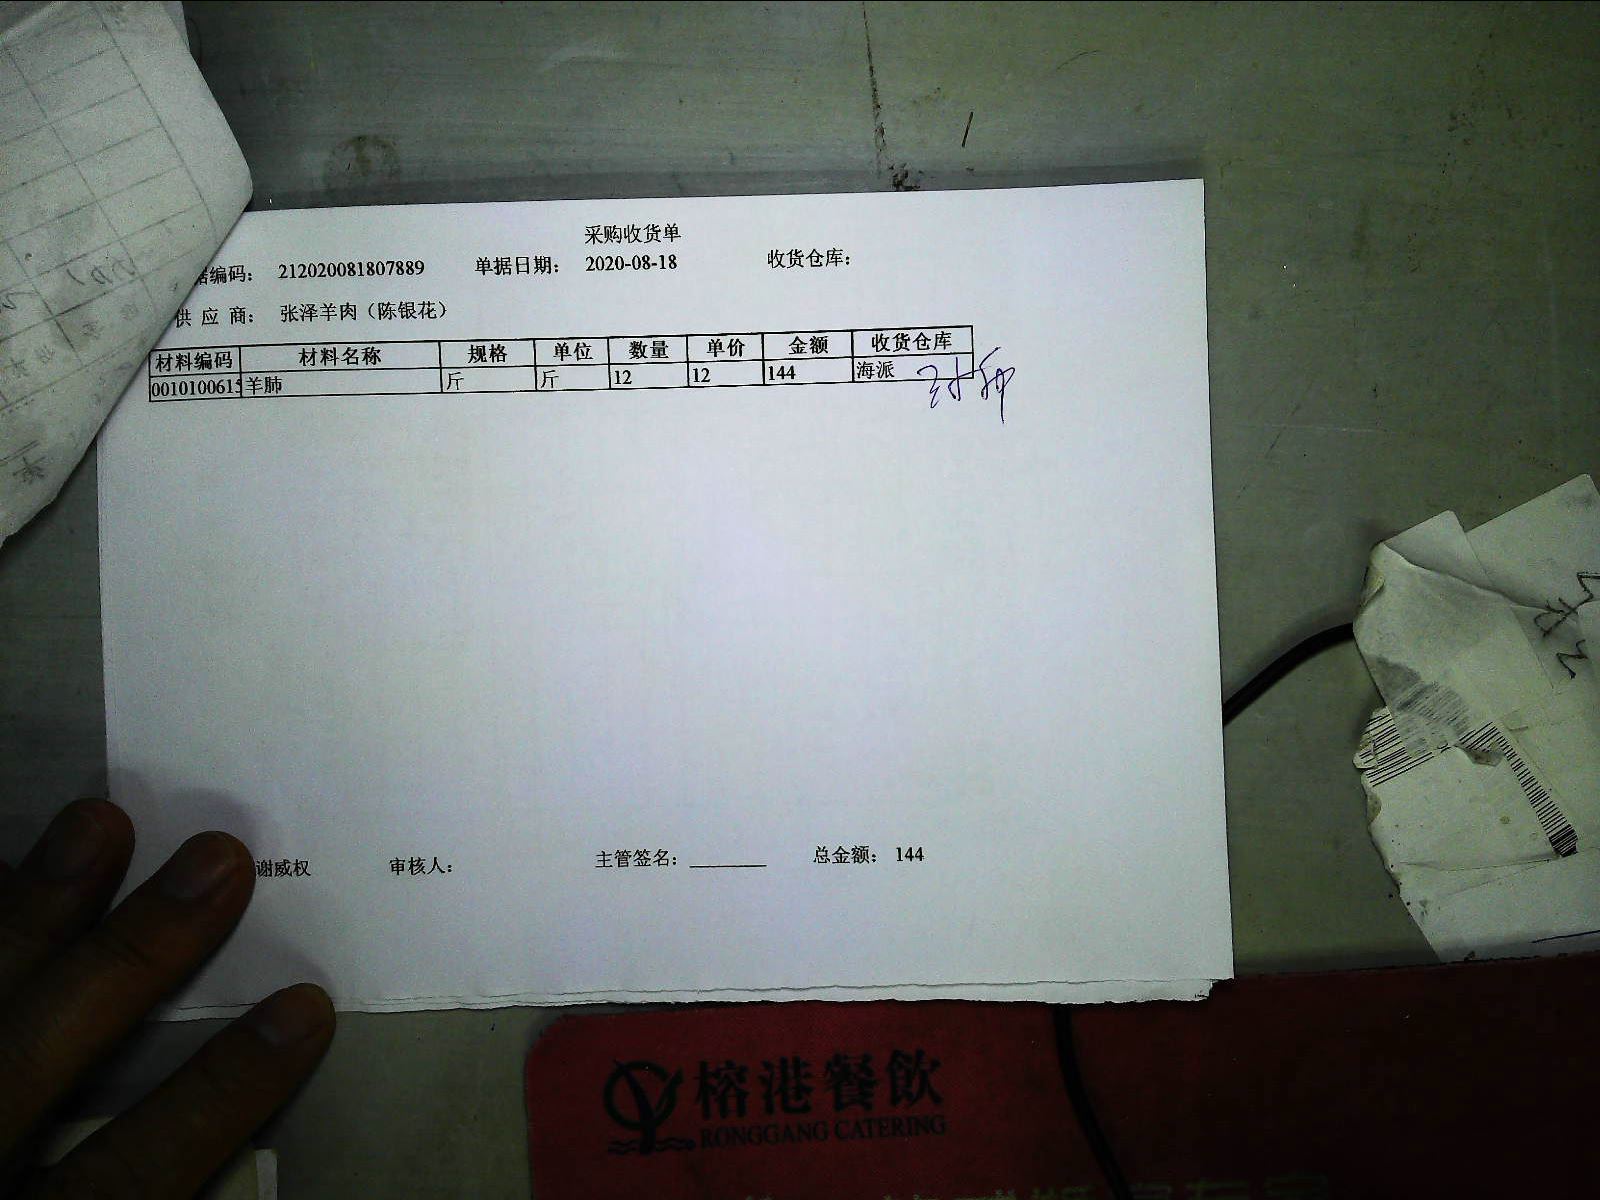 采购收货单
据编码： 212020081807889 单据日期： 2020-08-18 收货仓库：
供 应 商： 张泽羊肉（陈银花）
材料编码 材料名称 规格 单位 数量 单价 金额 收货仓库
0010100615 羊肺 斤 斤 12 12 144 海派
谢威权 审核人： 主管签名：________ 总金额： 144
榕港餐飲
RONGGANG CATERING